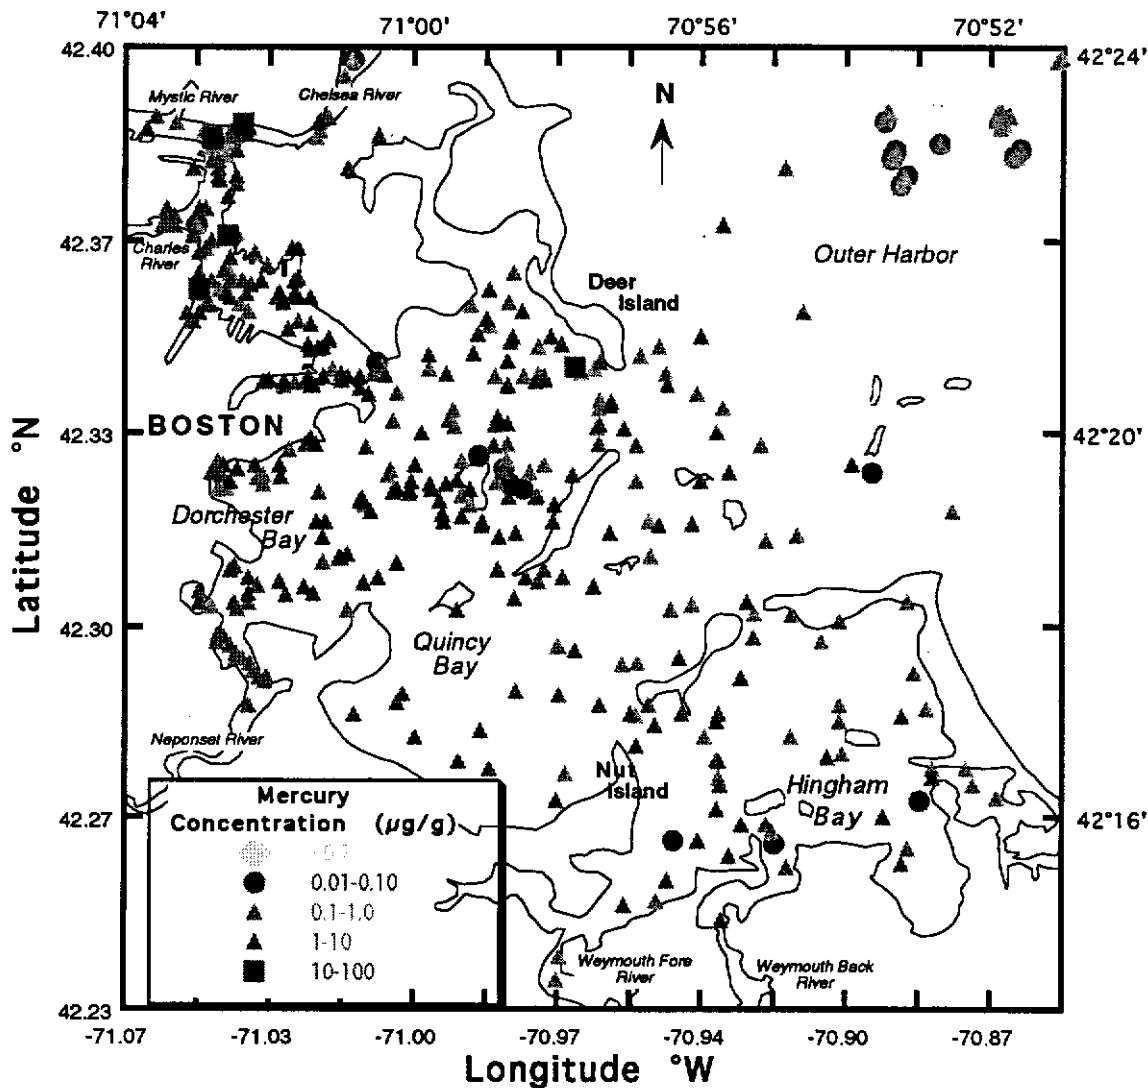 71°04' 71°00' 70°56' 70°52'
42.40 42°24'
Mystic River Chelsea River
N
42.37
Charles
River
Outer Harbor
Deer
Island
BOSTON
42.33 42°20'
Dorchester
Bay
Latitude °N
42.30
Quincy
Bay
Neponset River
Nut
Island
Hingham
Bay
42.27 42°16'
Mercury
Concentration (µg/g)
0.01-0.10
0.1-1.0
1-10
10-100
Weymouth Fore
River
Weymouth Back
River
42.23
-71.07 -71.03 -71.00 -70.97 -70.94 -70.90 -70.87
Longitude °W